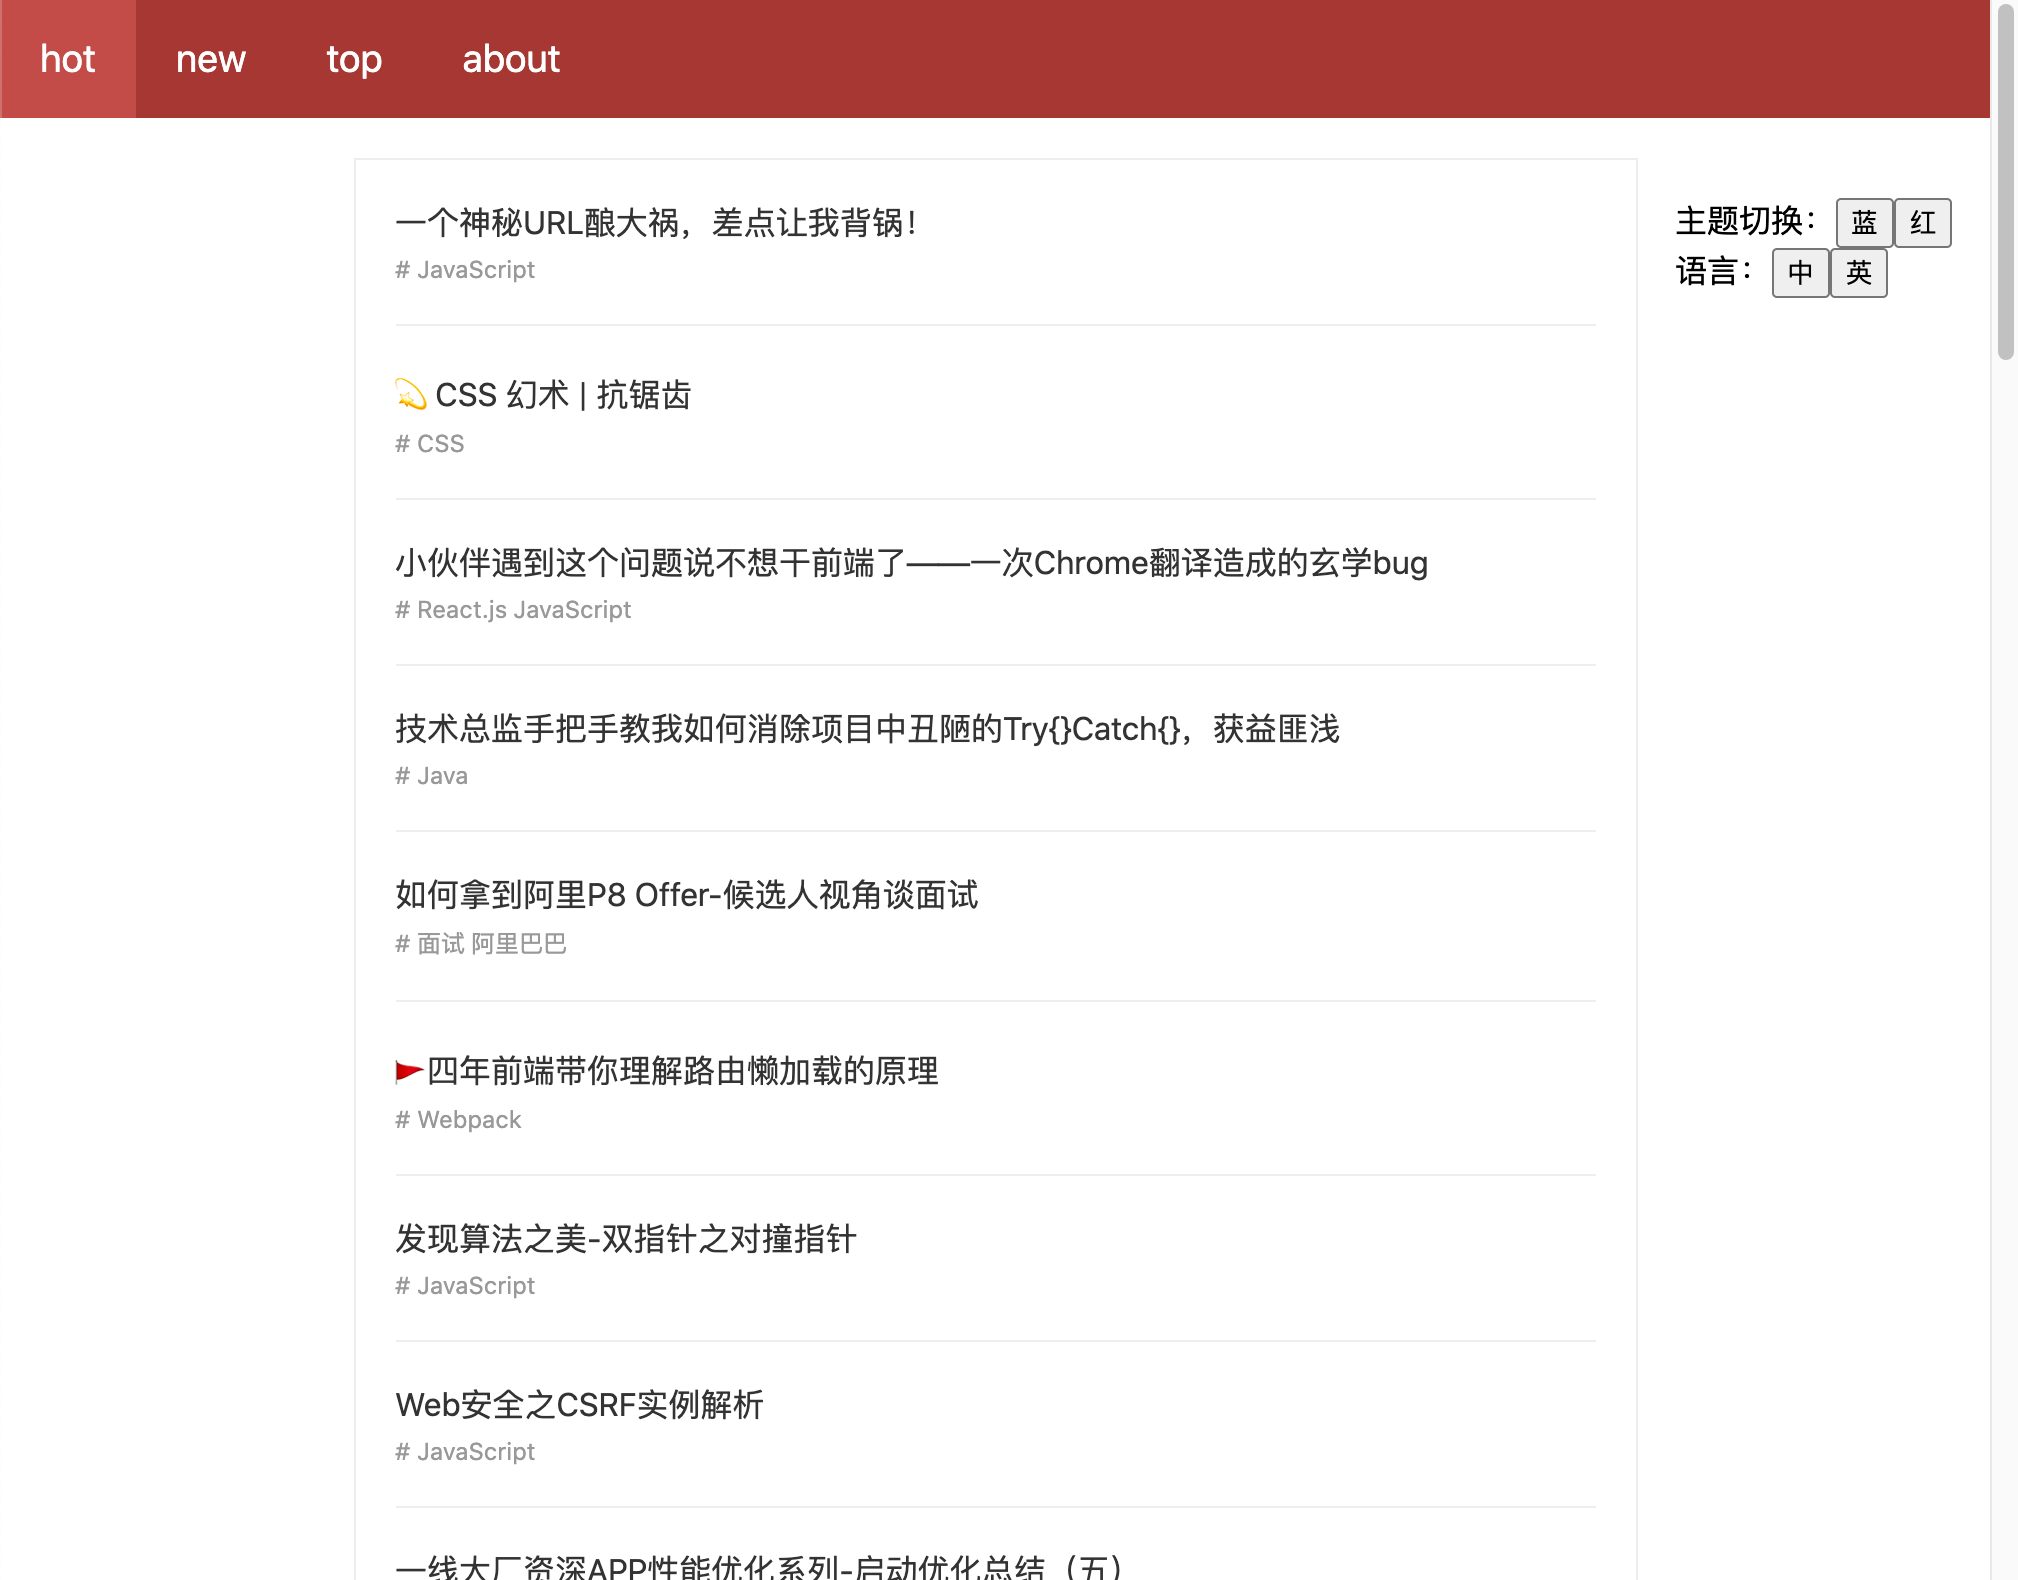 hot new top about
一个神秘URL酿大祸，差点让我背锅！
# JavaScript
主题切换： 蓝 红
语言： 中 英
💫 CSS 幻术 | 抗锯齿
# CSS
小伙伴遇到这个问题说不想干前端了——一次Chrome翻译造成的玄学bug
# React.js JavaScript
技术总监手把手教我如何消除项目中丑陋的Try{}Catch{}，获益匪浅
# Java
如何拿到阿里P8 Offer-候选人视角谈面试
# 面试 阿里巴巴
🚩四年前端带你理解路由懒加载的原理
# Webpack
发现算法之美-双指针之对撞指针
# JavaScript
Web安全之CSRF实例解析
# JavaScript
一线大厂资深APP性能优化系列-启动优化总结（五）